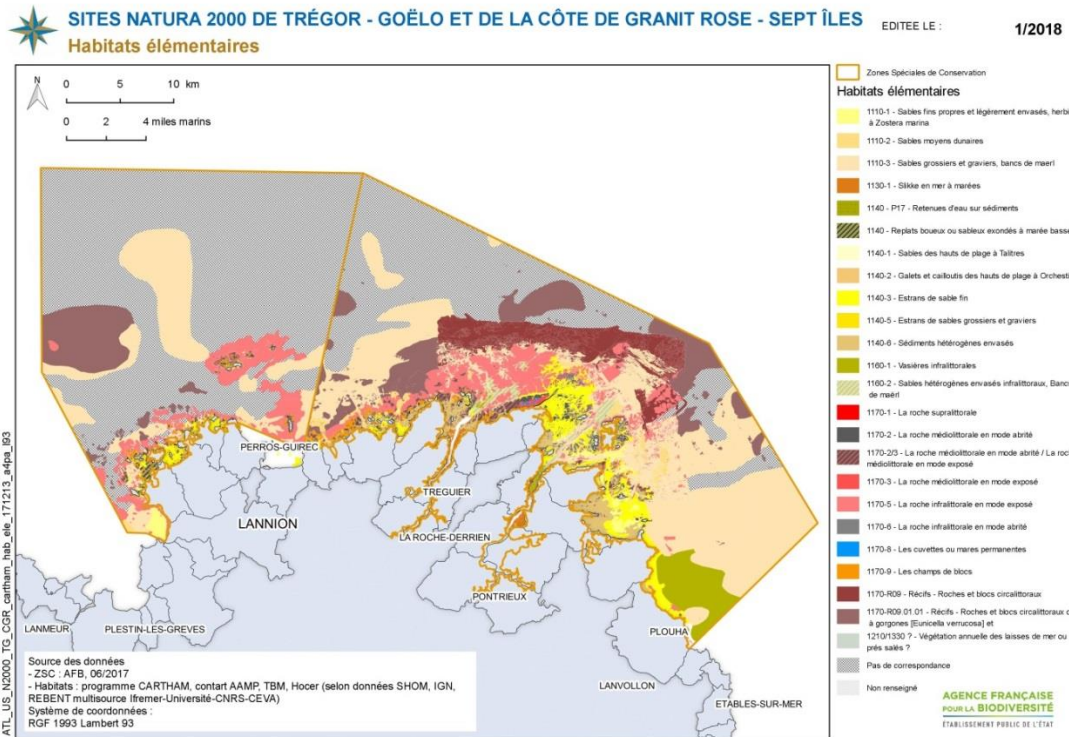 SITES NATURA 2000 DE TRÉGOR - GOËLO ET DE LA CÔTE DE GRANIT ROSE - SEPT ÎLES
Habitats élémentaires
EDITEE LE : 1/2018
N
0 5 10 km
0 2 4 miles marins
PERROS-GUIREC
LANNION
TREGUIER
LA ROCHE-DERRIEN
PONTRIEUX
LANMEUR
PLESTIN-LES-GREVES
PLOUHA
LANVOLLON
ETABLES-SUR-MER
Source des données
- ZSC : AFB, 06/2017
- Habitats : programme CARTHAM, contart AAMP, TBM, Hocer (selon données SHOM, IGN,
REBENT multisource Ifremer-Université-CNRS-CEVA)
Système de coordonnées :
RGF 1993 Lambert 93
ATL_US_N2000_TG_CGR_cartham_hab_ele_171213_a4pa_l93
Zones Spéciales de Conservation
Habitats élémentaires
1110-1 - Sables fins propres et légèrement envasés, herbi
à Zostera marina
1110-2 - Sables moyens dunaires
1110-3 - Sables grossiers et graviers, bancs de maerl
1130-1 - Slikke en mer à marées
1140 - P17 - Retenues d'eau sur sédiments
1140 - Replats boueux ou sableux exondés à marée basse
1140-1 - Sables des hauts de plage à Talitres
1140-2 - Galets et cailloutis des hauts de plage à Orchesti
1140-3 - Estrans de sable fin
1140-5 - Estrans de sables grossiers et graviers
1140-6 - Sédiments hétérogènes envasés
1160-1 - Vasières infralittorales
1160-2 - Sables hétérogènes envasés infralittoraux, Banc
de maërl
1170-1 - La roche supralittorale
1170-2 - La roche médiolittorale en mode abrité
1170-2/3 - La roche médiolittorale en mode abrité / La roch
médiolittorale en mode exposé
1170-3 - La roche médiolittorale en mode exposé
1170-5 - La roche infralittorale en mode exposé
1170-6 - La roche infralittorale en mode abrité
1170-8 - Les cuvettes ou mares permanentes
1170-9 - Les champs de blocs
1170-R09 - Récifs - Roches et blocs circalittoraux
1170-R09.01.01 - Récifs - Roches et blocs circalittoraux c
à gorgones [Eunicella verrucosa] et
1210/1330 ? - Végétation annuelle des laisses de mer ou
prés salés ?
Pas de correspondance
Non renseigné
AGENCE FRANÇAISE
POUR LA BIODIVERSITÉ
ÉTABLISSEMENT PUBLIC DE L'ÉTAT